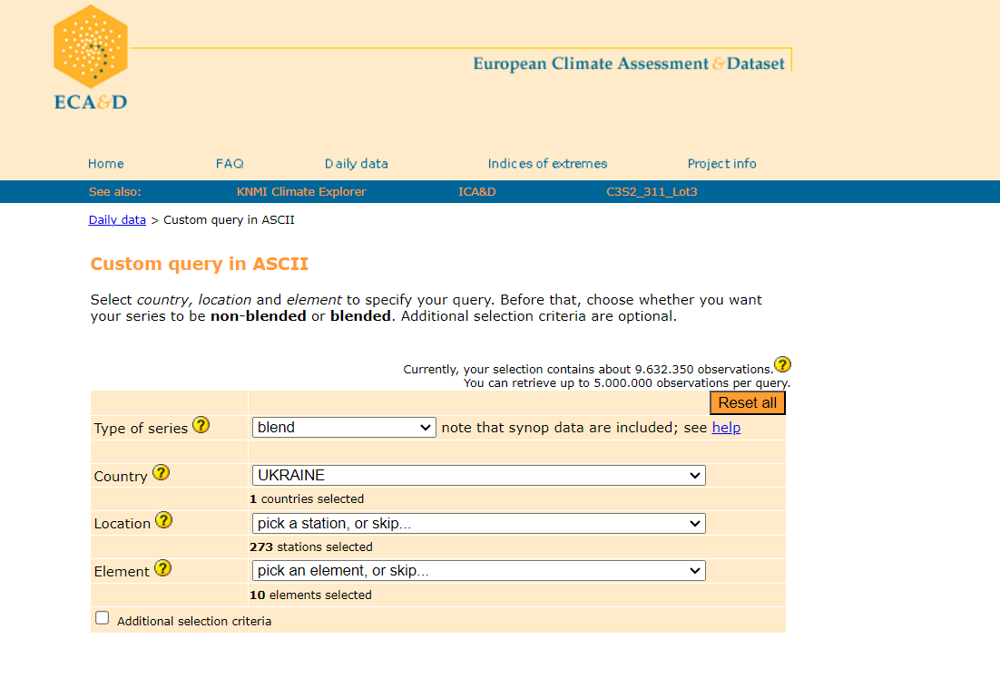 European Climate Assessment & Dataset
ECA&D
Home FAQ Daily data Indices of extremes Project info
See also: KNMI Climate Explorer ICA&D C3S2_311_Lot3
Daily data > Custom query in ASCII
Custom query in ASCII
Select country, location and element to specify your query. Before that, choose whether you want
your series to be non-blended or blended. Additional selection criteria are optional.
Currently, your selection contains about 9.632.350 observations. ?
You can retrieve up to 5.000.000 observations per query.
Reset all
Type of series ? blend note that synop data are included; see help
Country ? UKRAINE
1 countries selected
Location ? pick a station, or skip...
273 stations selected
Element ? pick an element, or skip...
10 elements selected
Additional selection criteria